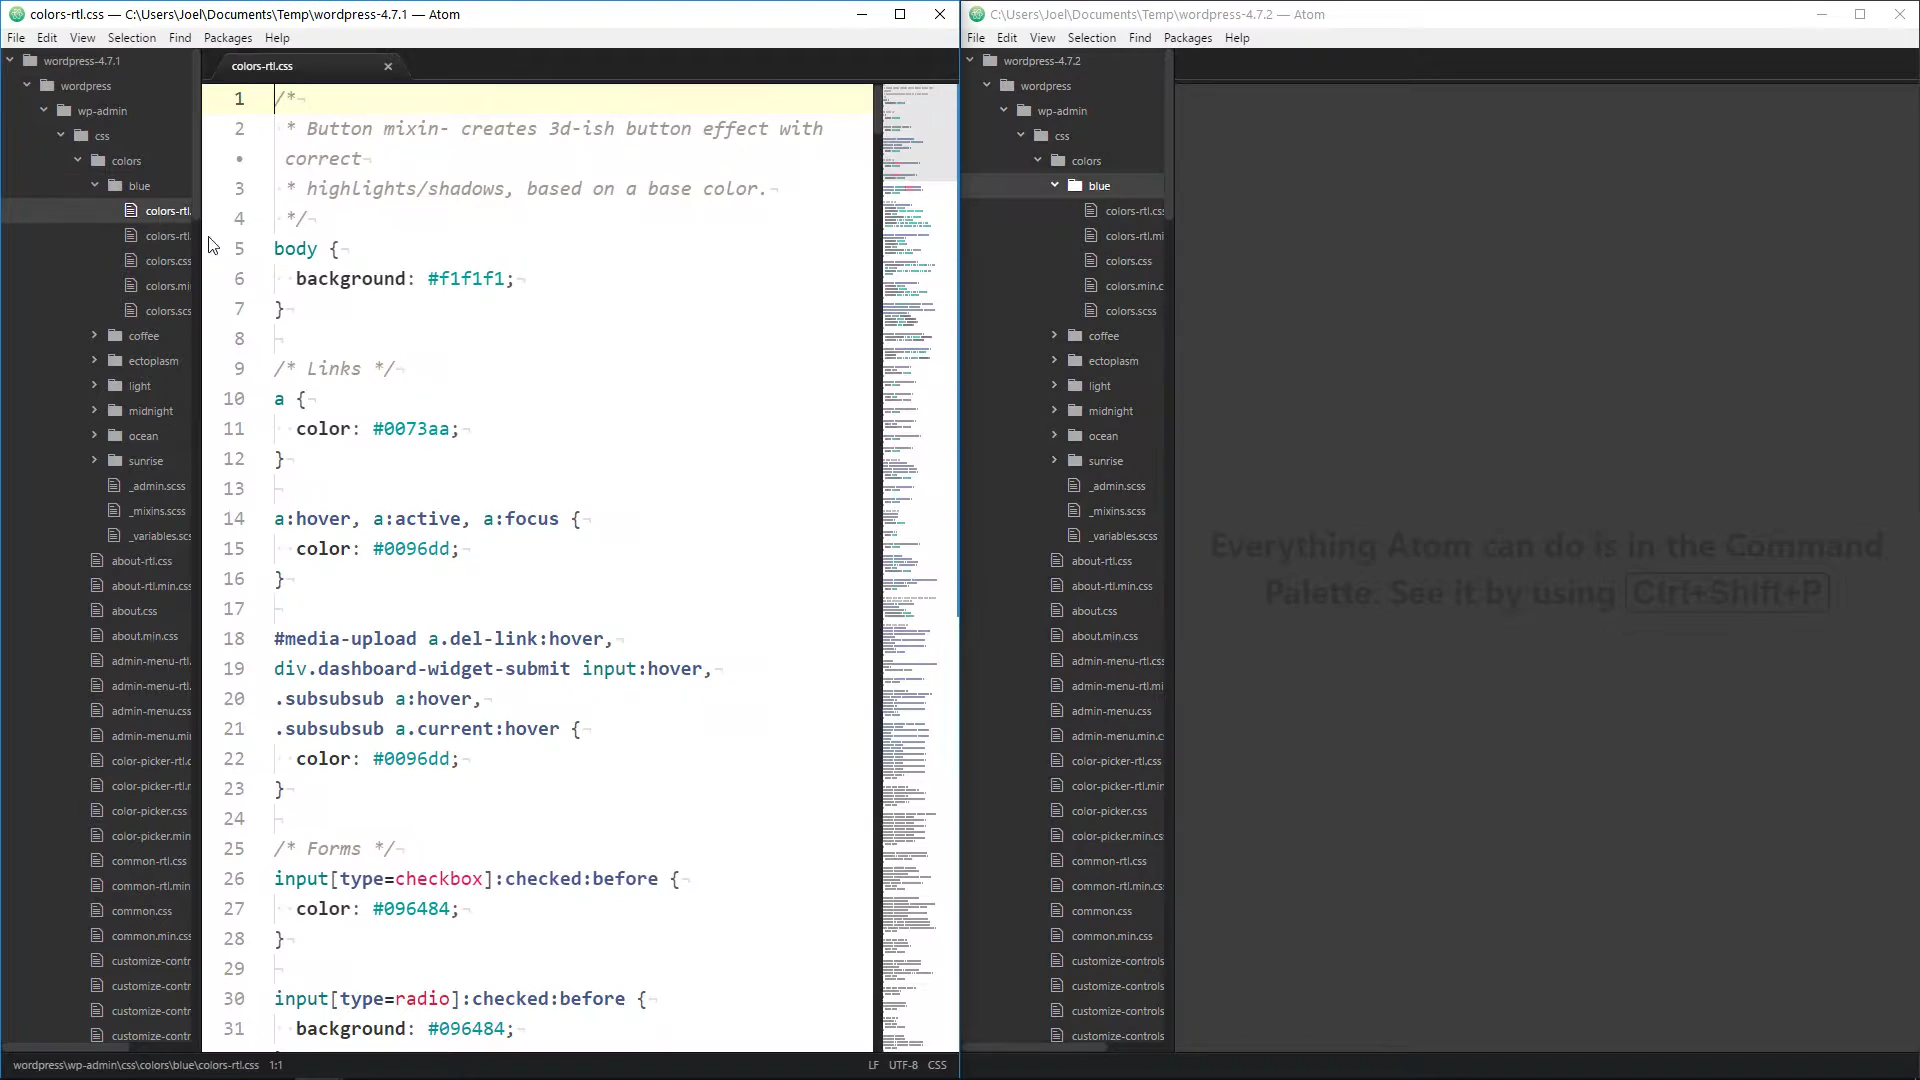 colors-rtl.css — C:\Users\Joel\Documents\Temp\wordpress-4.7.1 — Atom
File Edit View Selection Find Packages Help
wordpress-4.7.1
wordpress
wp-admin
css
colors
blue
colors-rtl.
colors-rtl.
colors.css
colors.mi
colors.scs
coffee
ectoplasm
light
midnight
ocean
sunrise
_admin.scss
_mixins.scss
_variables.scs
about-rtl.css
about-rtl.min.css
about.css
about.min.css
admin-menu-rtl.
admin-menu-rtl.
admin-menu.css
admin-menu.mi
color-picker-rtl.c
color-picker-rtl.r
color-picker.css
color-picker.min
common-rtl.css
common-rtl.min
common.css
common.min.css
customize-contr
customize-contr
customize-contr
customize-contr
colors-rtl.css
1 /*¬
2 * Button mixin- creates 3d-ish button effect with
• correct¬
3 * highlights/shadows, based on a base color.¬
4 */¬
5 body {¬
6 background: #f1f1f1;¬
7 }¬
8 ¬
9 /* Links */¬
10 a {¬
11 color: #0073aa;¬
12 }¬
13 ¬
14 a:hover, a:active, a:focus {¬
15 color: #0096dd;¬
16 }¬
17 ¬
18 #media-upload a.del-link:hover,¬
19 div.dashboard-widget-submit input:hover,¬
20 .subsubsub a:hover,¬
21 .subsubsub a.current:hover {¬
22 color: #0096dd;¬
23 }¬
24 ¬
25 /* Forms */¬
26 input[type=checkbox]:checked:before {¬
27 color: #096484;¬
28 }¬
29 ¬
30 input[type=radio]:checked:before {¬
31 background: #096484;¬
wordpress\wp-admin\css\colors\blue\colors-rtl.css 1:1
LF UTF-8 CSS
C:\Users\Joel\Documents\Temp\wordpress-4.7.2 — Atom
File Edit View Selection Find Packages Help
wordpress-4.7.2
wordpress
wp-admin
css
colors
blue
colors-rtl.css
colors-rtl.mi
colors.css
colors.min.c
colors.scss
coffee
ectoplasm
light
midnight
ocean
sunrise
_admin.scss
_mixins.scss
_variables.scss
about-rtl.css
about-rtl.min.css
about.css
about.min.css
admin-menu-rtl.css
admin-menu-rtl.mi
admin-menu.css
admin-menu.min.cs
color-picker-rtl.css
color-picker-rtl.min
color-picker.css
color-picker.min.cs
common-rtl.css
common-rtl.min.css
common.css
common.min.css
customize-controls
customize-controls
customize-controls
customize-controls
Everything Atom can do is in the Command
Palette. See it by using Ctrl+Shift+P